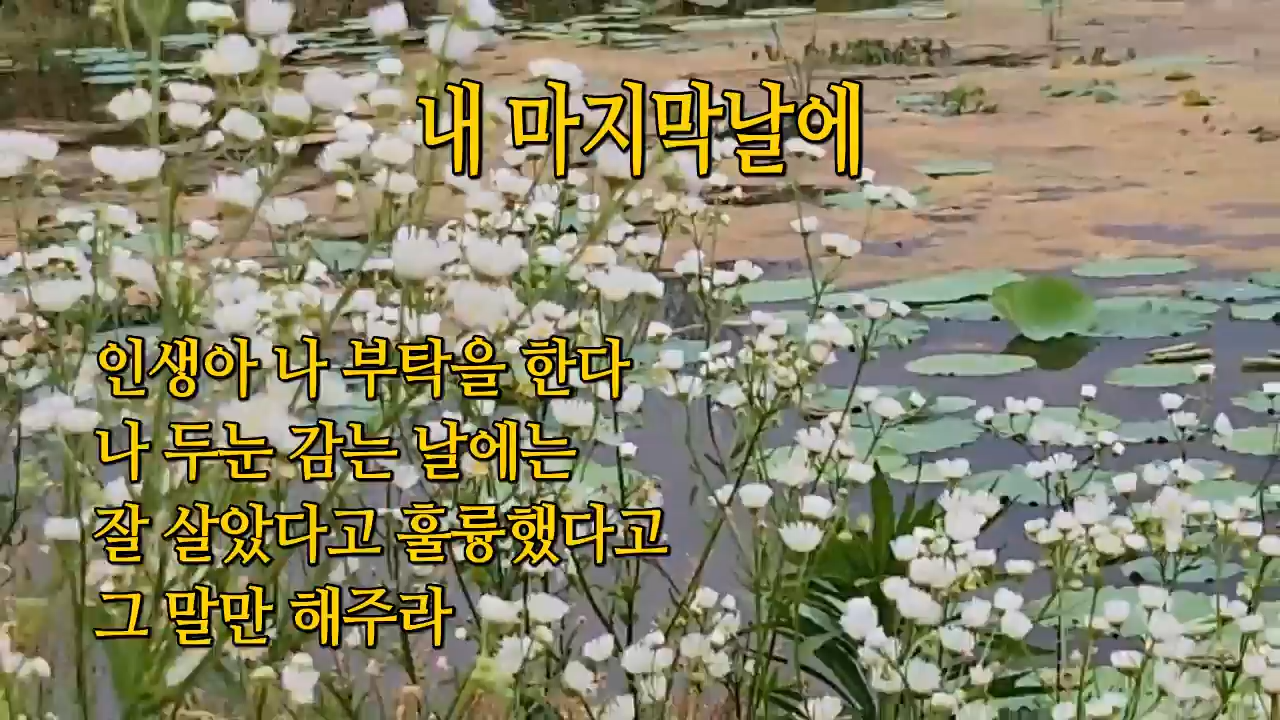 내 마지막날에
인생아 나 부탁을 한다
나 두눈 감는 날에는
잘 살았다고 훌륭했다고
그 말만 해주라